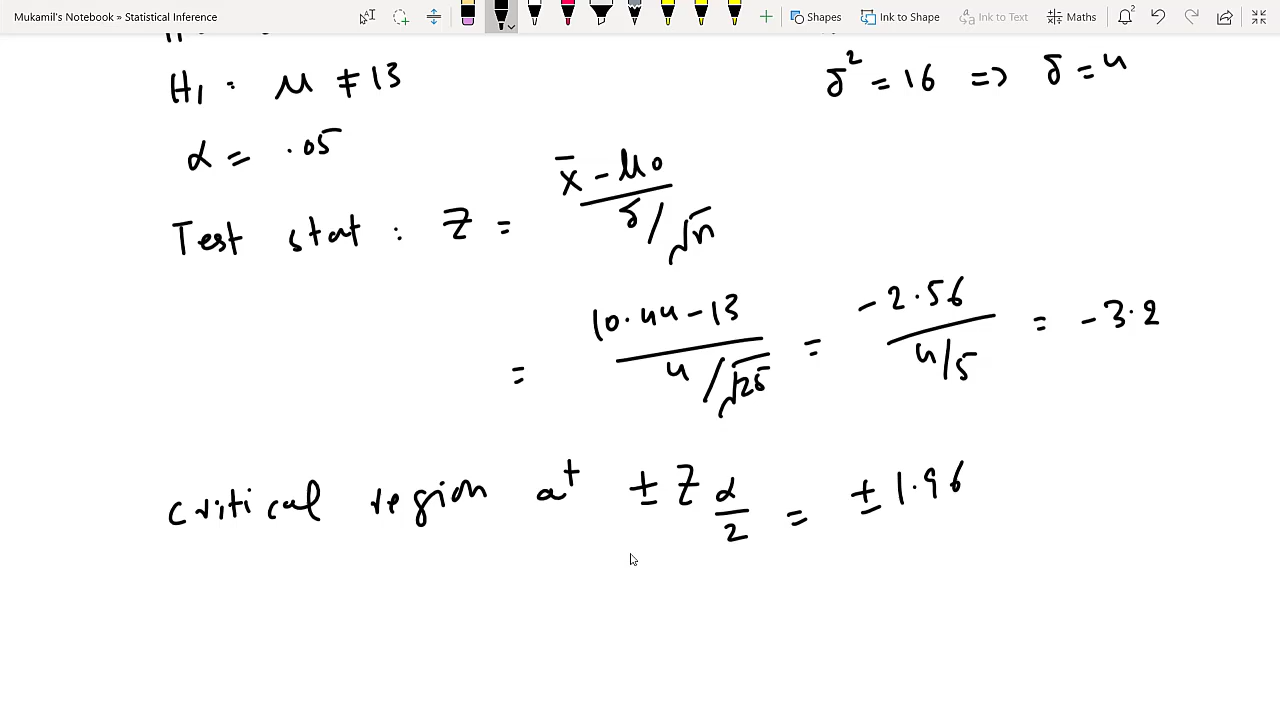 Mukamil's Notebook » Statistical Inference
Shapes
Ink to Shape
Ink to Text
Maths
H1 : μ ≠ 13
δ² = 16 => δ = 4
α = .05
Test stat : Z = (x̄ - μ0) / (δ/√n)
= (10.44 - 13) / (4/√25) = -2.56 / (4/5) = -3.2
critical region at ± Z α/2 = ± 1.96